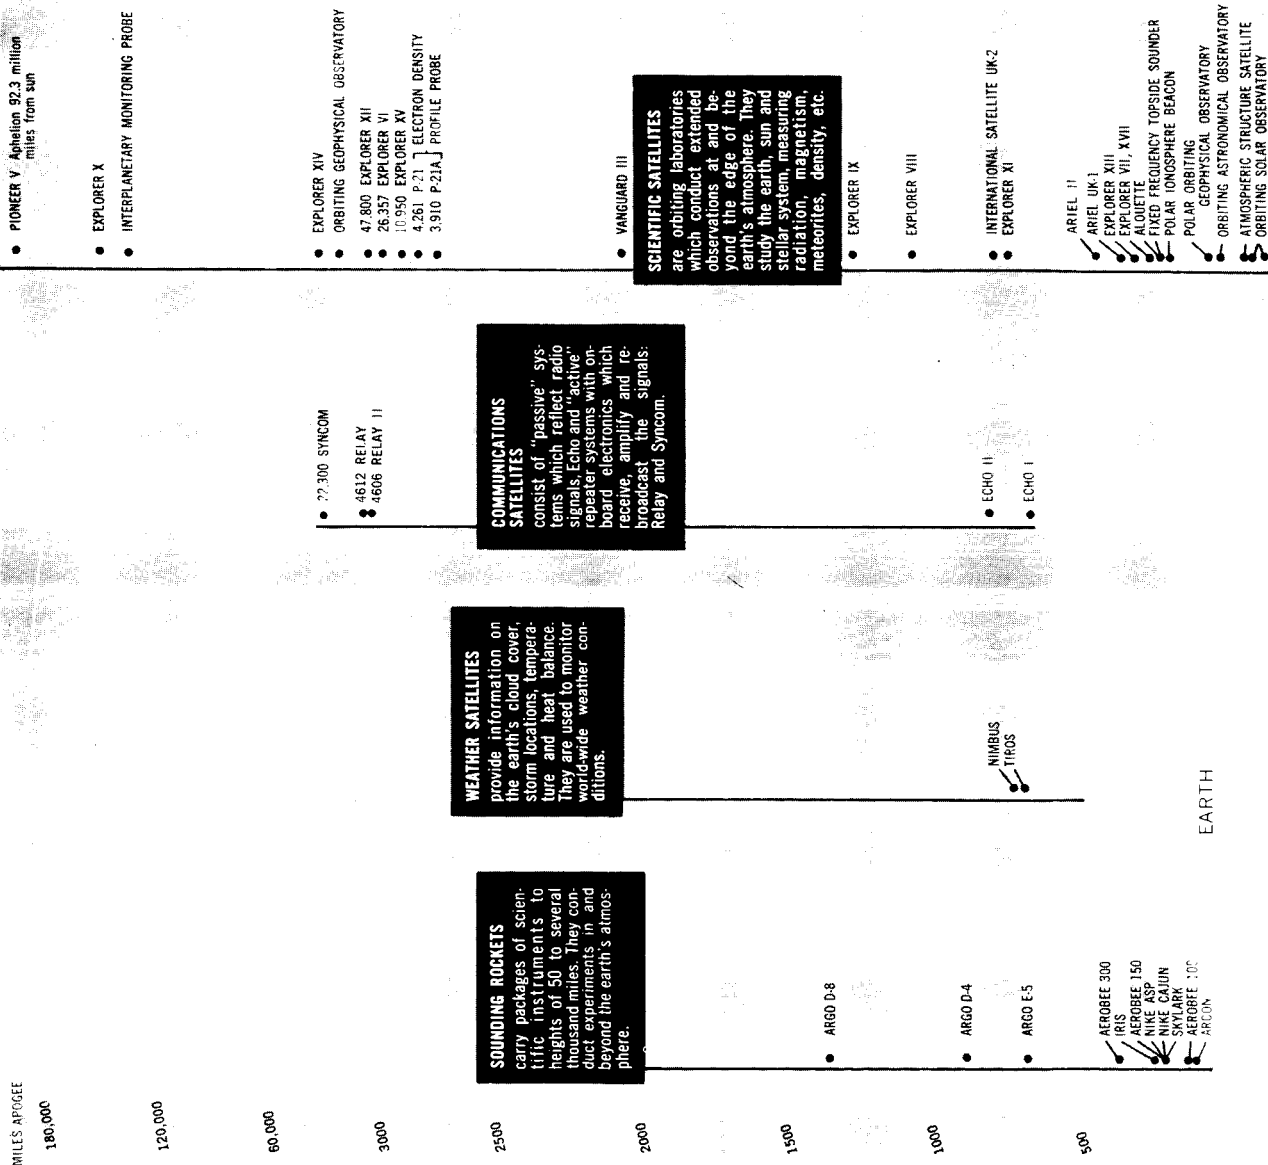 MILES APOGEE
180,000
120,000
60,000
3000
2500
2000
1500
1000
500
SOUNDING ROCKETS
carry packages of scien-
tific instruments to
heights of 50 to several
thousand miles. They con-
duct experiments in and
beyond the earth's atmos-
phere.
ARGO D-8
ARGO D-4
ARGO E-5
AEROBEE 300
IRIS
AEROBEE 150
NIKE ASP
NIKE CAJUN
SKYLARK
AEROBEE 100
ARCON
WEATHER SATELLITES
provide information on
the earth's cloud cover,
storm locations, tempera-
ture and heat balance.
They are used to monitor
world-wide weather con-
ditions.
NIMBUS
TIROS
EARTH
22,300 SYNCOM
4612 RELAY
4606 RELAY II
COMMUNICATIONS
SATELLITES
consist of "passive" sys-
tems which reflect radio
signals, Echo and "active"
repeater systems with on-
board electronics which
receive, amplify and re-
broadcast the signals:
Relay and Syncom.
ECHO II
ECHO I
PIONEER V Aphelion 92.3 million
miles from sun
EXPLORER X
INTERPLANETARY MONITORING PROBE
EXPLORER XIV
ORBITING GEOPHYSICAL OBSERVATORY
47,800 EXPLORER XII
26,357 EXPLORER VI
10,950 EXPLORER XV
4,261 P-21 ELECTRON DENSITY
3,910 P-21A PROFILE PROBE
VANGUARD III
SCIENTIFIC SATELLITES
are orbiting laboratories
which conduct extended
observations at and be-
yond the edge of the
earth's atmosphere. They
study the earth, sun and
stellar system, measuring
radiation, magnetism,
meteorites, density, etc.
EXPLORER IX
EXPLORER VIII
INTERNATIONAL SATELLITE UK-2
EXPLORER XI
ARIEL II
ARIEL UK-1
EXPLORER XIII
EXPLORER VII, XVII
ALOUETTE
FIXED FREQUENCY TOPSIDE SOUNDER
POLAR IONOSPHERE BEACON
POLAR ORBITING
GEOPHYSICAL OBSERVATORY
ORBITING ASTRONOMICAL OBSERVATORY
ATMOSPHERIC STRUCTURE SATELLITE
ORBITING SOLAR OBSERVATORY